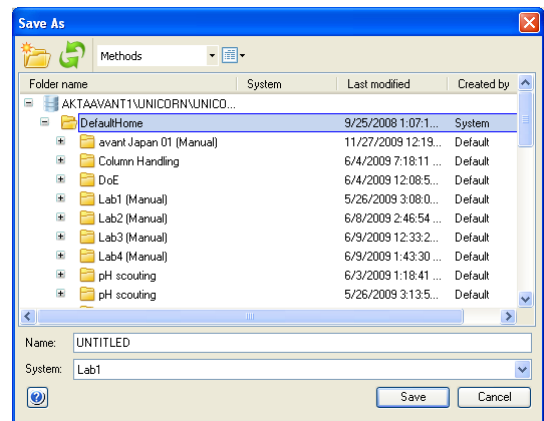 Save As
Methods
Folder name System Last modified Created by
AKTAAVANT1\UNICORN\UNICO...
DefaultHome 9/25/2008 1:07:1... System
avant Japan 01 (Manual) 11/27/2009 12:19... Default
Column Handling 6/4/2009 7:18:11 ... Default
DoE 6/4/2009 12:08:5... Default
Lab1 (Manual) 5/26/2009 3:08:0... Default
Lab2 (Manual) 6/8/2009 2:46:54 ... Default
Lab3 (Manual) 6/9/2009 12:33:2... Default
Lab4 (Manual) 6/9/2009 1:43:30 ... Default
pH scouting 6/3/2009 1:18:41 ... Default
pH scouting 5/26/2009 3:13:5... Default
Name: UNTITLED
System: Lab1
Save Cancel